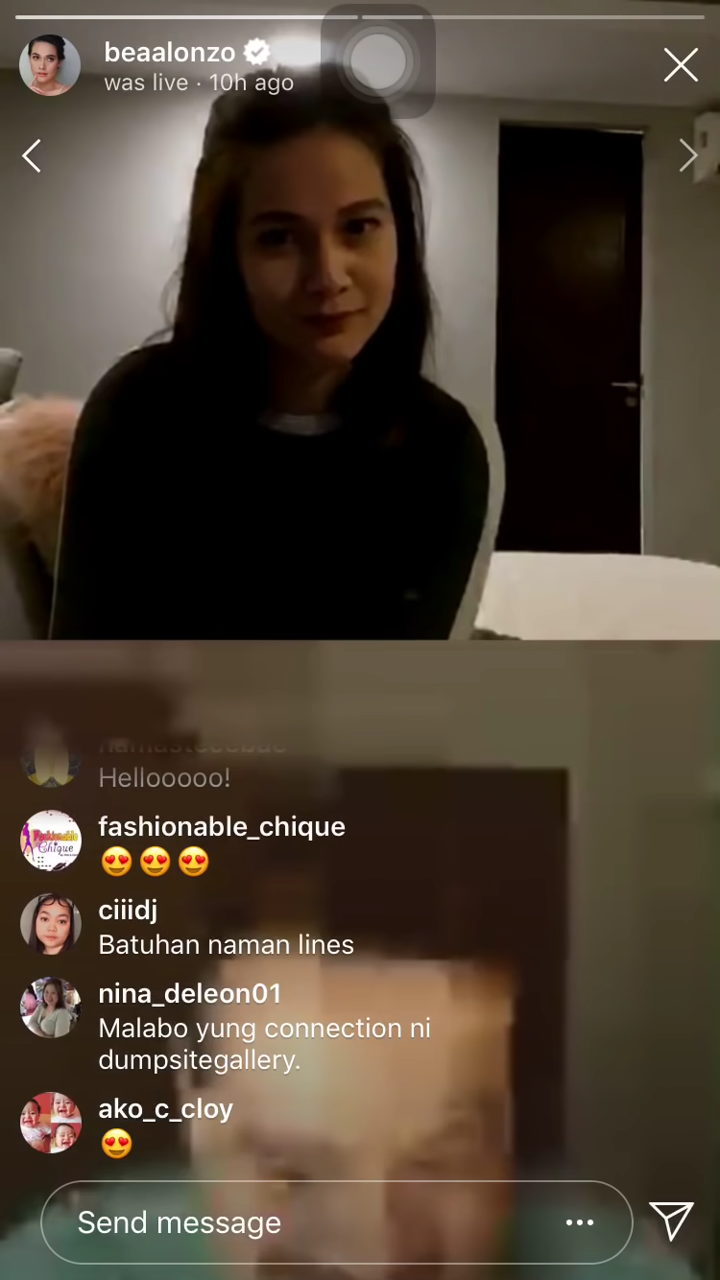 beaalonzo
was live · 10h ago
Hellooooo!
fashionable_chique
😍😍😍
ciiidj
Batuhan naman lines
nina_deleon01
Malabo yung connection ni
dumpsitegallery.
ako_c_cloy
😍
Send message